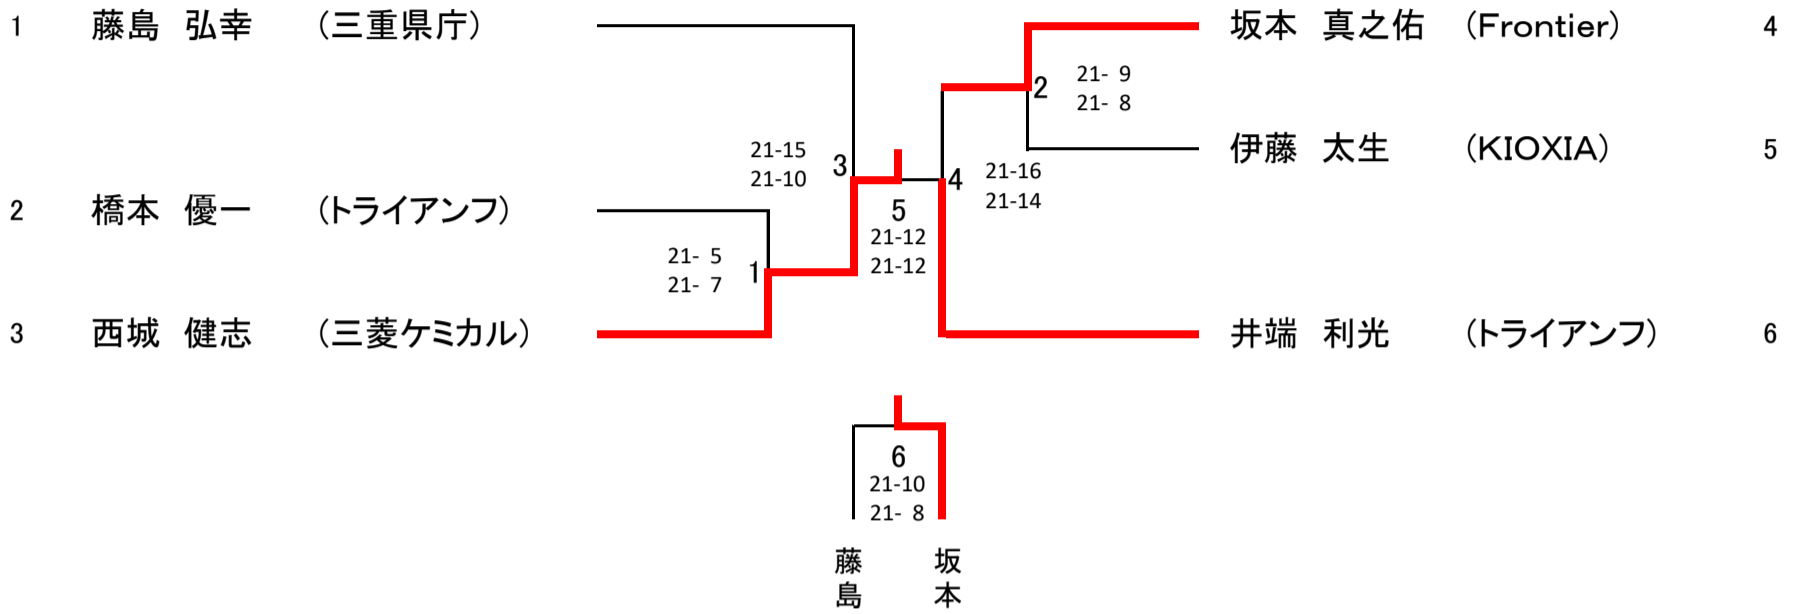 1 藤島 弘幸 (三重県庁)
坂本 真之佑 (Frontier) 4
2 21- 9
21- 8
伊藤 太生 (KIOXIA) 5
21-15
21-10
3
4 21-16
21-14
2 橋本 優一 (トライアンフ)
5
21-12
21-12
21- 5
21- 7
1
3 西城 健志 (三菱ケミカル)
井端 利光 (トライアンフ) 6
6
21-10
21- 8
藤島
坂本